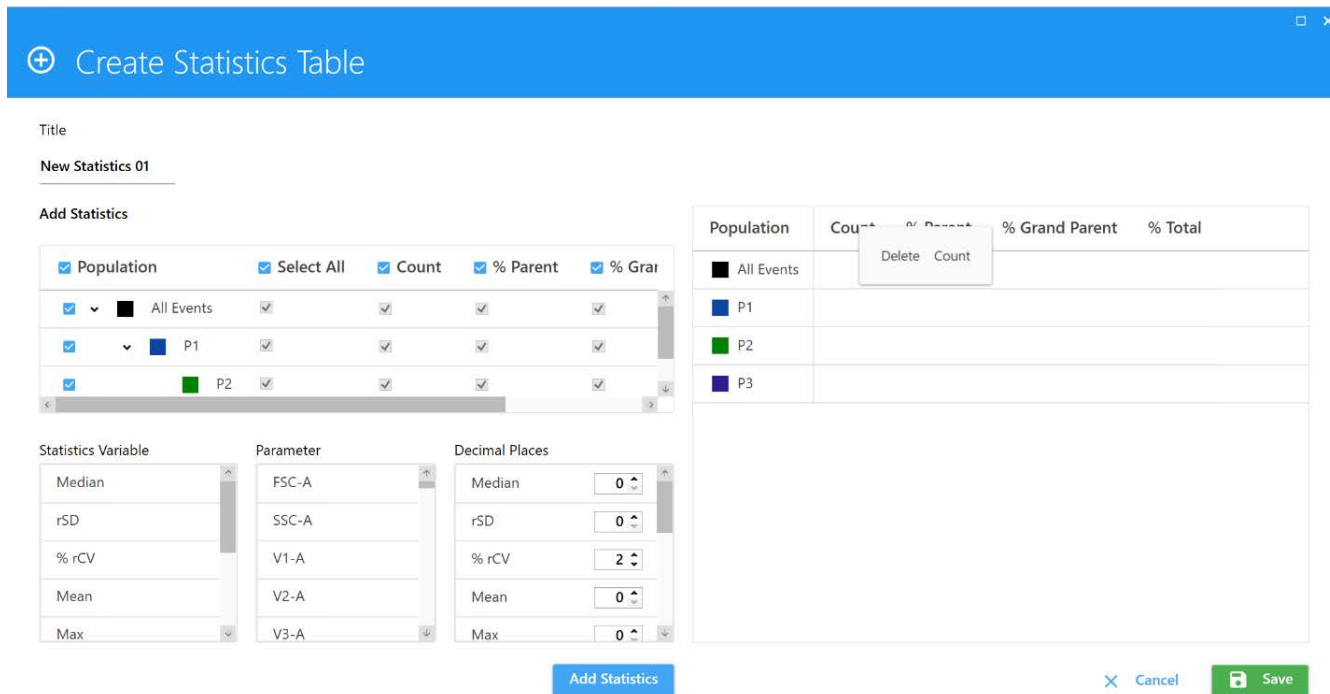 Create Statistics Table
Title
New Statistics 01
Add Statistics
Population Select All Count % Parent % Grar
All Events
P1
P2
Population Count % Parent % Grand Parent % Total
Delete Count
All Events
P1
P2
P3
Statistics Variable
Median
rSD
% rCV
Mean
Max
Parameter
FSC-A
SSC-A
V1-A
V2-A
V3-A
Decimal Places
Median 0
rSD 0
% rCV 2
Mean 0
Max 0
Add Statistics
Cancel Save